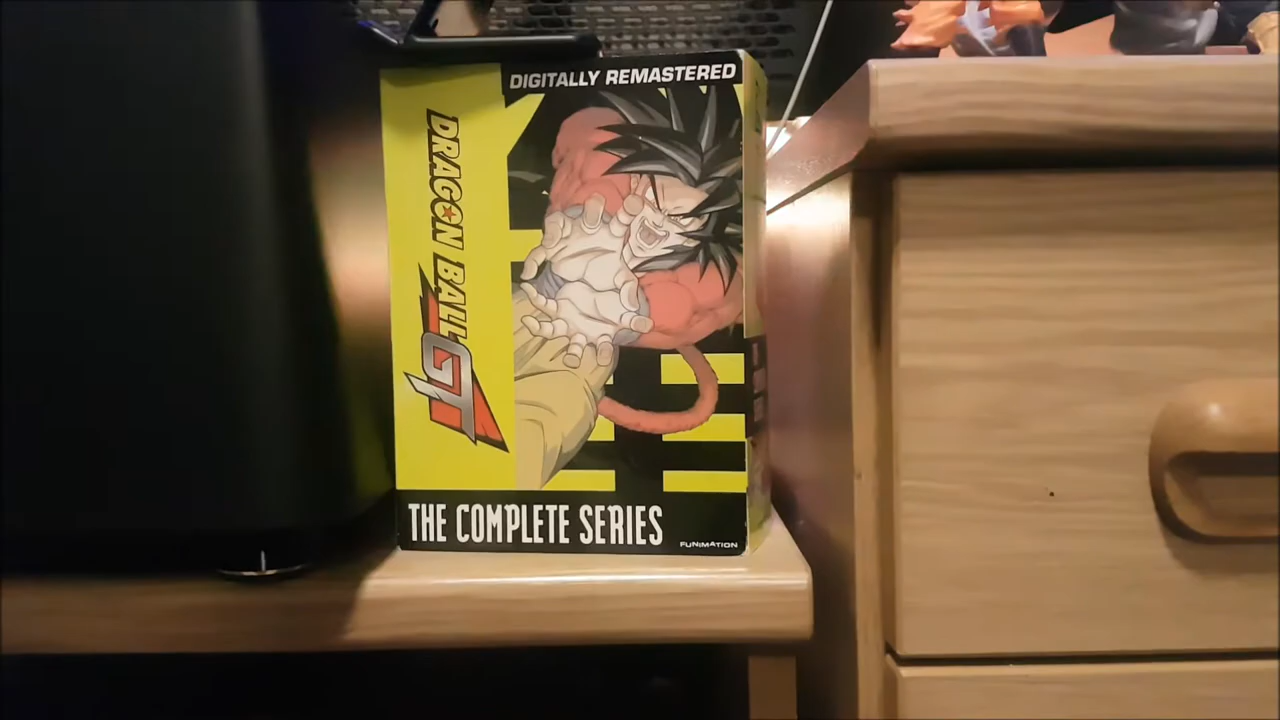 DIGITALLY REMASTERED
DRAGON BALL GT
THE COMPLETE SERIES
FUNIMATION